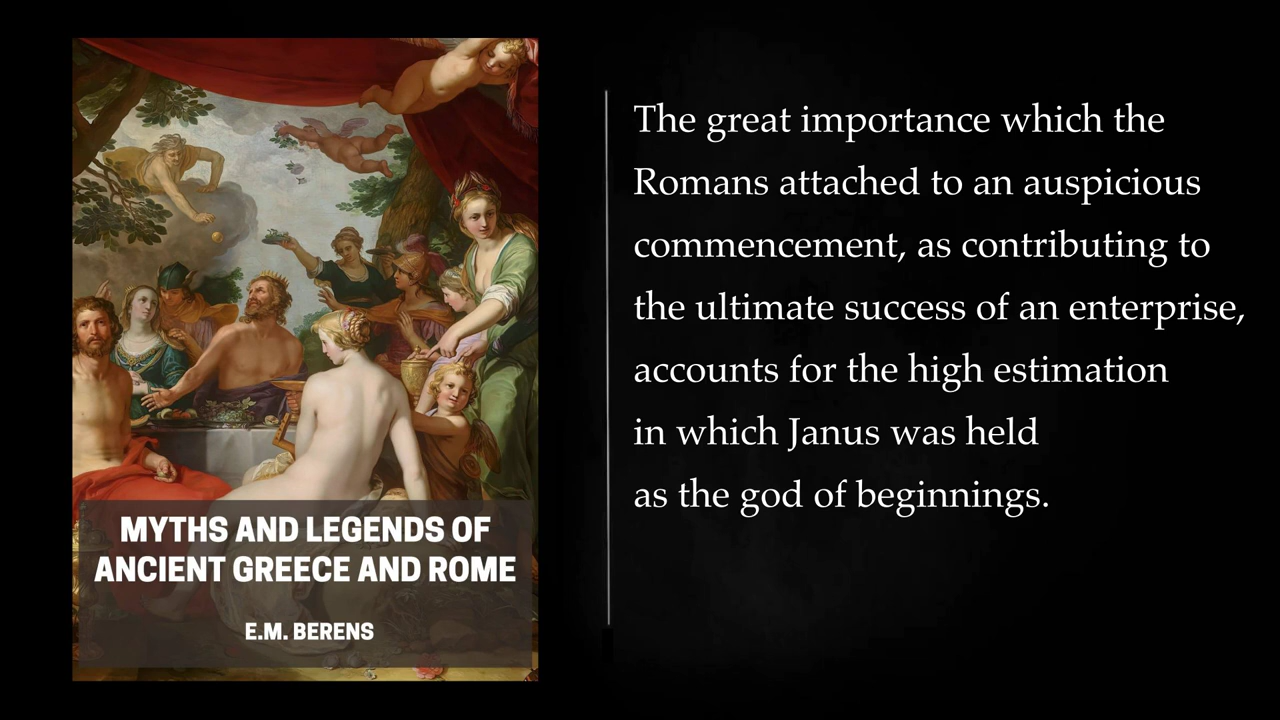 MYTHS AND LEGENDS OF
ANCIENT GREECE AND ROME
E.M. BERENS
The great importance which the
Romans attached to an auspicious
commencement, as contributing to
the ultimate success of an enterprise,
accounts for the high estimation
in which Janus was held
as the god of beginnings.